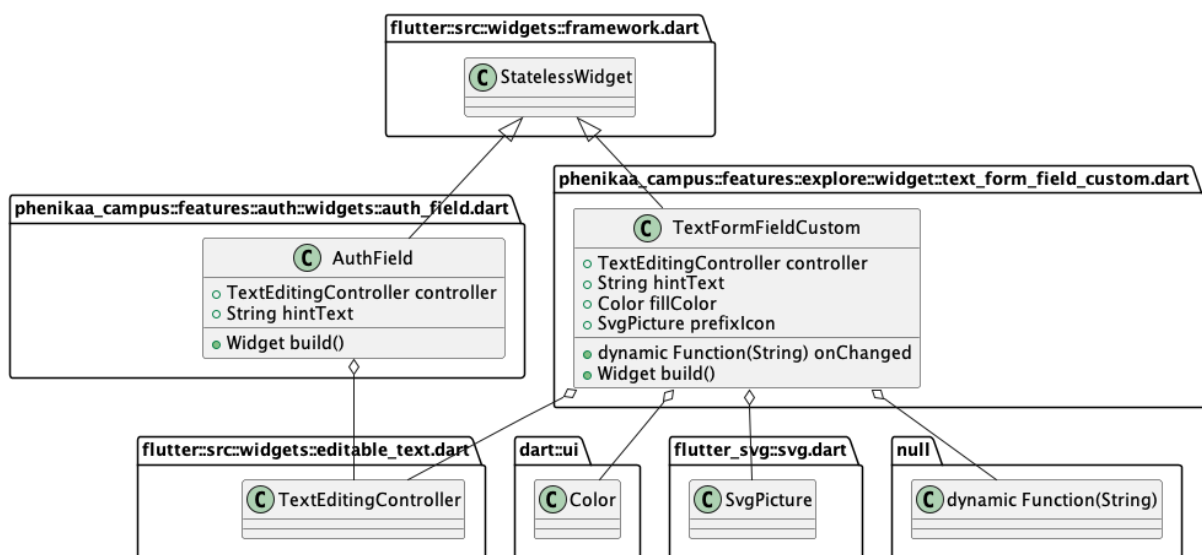 flutter::src::widgets::framework.dart
C StatelessWidget
phenikaa_campus::features::auth::widgets::auth_field.dart
C AuthField
TextEditingController controller
String hintText
Widget build()
phenikaa_campus::features::explore::widget::text_form_field_custom.dart
C TextFormFieldCustom
TextEditingController controller
String hintText
Color fillColor
SvgPicture prefixIcon
dynamic Function(String) onChanged
Widget build()
flutter::src::widgets::editable_text.dart
C TextEditingController
dart::ui
C Color
flutter_svg::svg.dart
C SvgPicture
null
C dynamic Function(String)